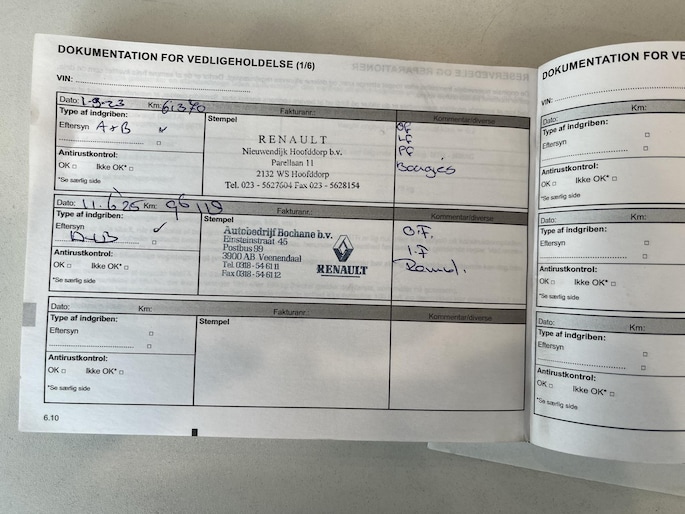 DOKUMENTATION FOR VEDLIGEHOLDELSE (1/6)
VIN:
Dato: 1-9-23 Km: 61370 Fakturanr.: Kommentar/diverse
Type af indgriben:
Eftersyn A+B
Antirustkontrol:
OK Ikke OK*
*Se særlig side
Stempel
RENAULT
Nieuwendijk Hoofddorp b.v.
Parellaan 11
2132 WS Hoofddorp
Tel. 023 - 5627604 Fax 023 - 5628154
OF
LF
PF
Bougies
Dato: 11.6.25 Km: 96119 Fakturanr.: Kommentar/diverse
Type af indgriben:
Eftersyn
Antirustkontrol:
OK Ikke OK*
*Se særlig side
Stempel
Autobedrijf Bochane b.v.
Einsteinstraat 45
Postbus 99
3900 AB Veenendaal
Tel. 0318 - 54 61 11
Fax 0318 - 54 61 12
RENAULT
O.F.
I.F
Dato: Km: Fakturanr.: Kommentar/diverse
Type af indgriben:
Eftersyn
Antirustkontrol:
OK Ikke OK*
*Se særlig side
Stempel
6.10
DOKUMENTATION FOR VE
VIN:
Dato: Km:
Type af indgriben:
Eftersyn
Antirustkontrol:
OK Ikke OK*
*Se særlig side
Dato: Km:
Type af indgriben:
Eftersyn
Antirustkontrol:
OK Ikke OK*
*Se særlig side
Dato: Km:
Type af indgriben:
Eftersyn
Antirustkontrol:
OK Ikke OK*
*Se særlig side